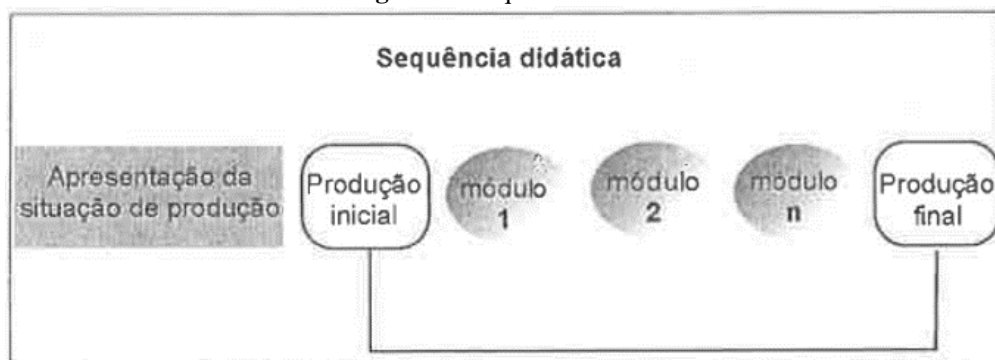 Sequência didática
Apresentação da
situação de produção
Produção
inicial
módulo
1
módulo
2
módulo
n
Produção
final